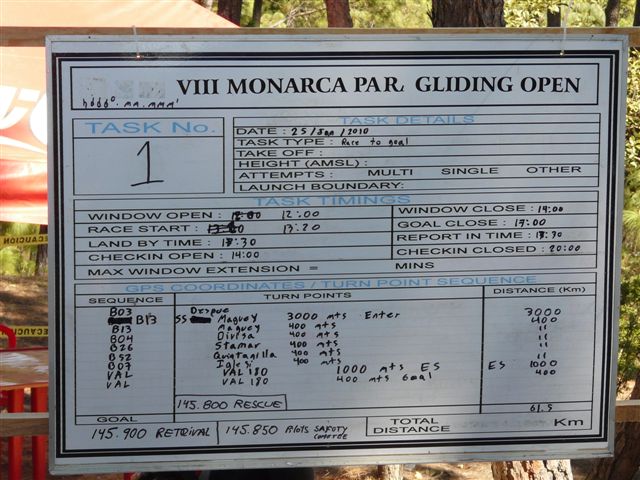 VIII MONARCA PAR. GLIDING OPEN
hddd°.mm.mmm'
TASK No. 1
TASK DETAILS
DATE : 25/Jan/2010
TASK TYPE : Race to goal
TAKE OFF :
HEIGHT (AMSL) :
ATTEMPTS : MULTI SINGLE OTHER
LAUNCH BOUNDARY:
TASK TIMINGS
WINDOW OPEN : 12:00
WINDOW CLOSE : 14:00
RACE START : 13:20
GOAL CLOSE : 17:00
LAND BY TIME : 17:30
REPORT IN TIME : 17:30
CHECKIN OPEN : 14:00
CHECKIN CLOSED : 20:00
MAX WINDOW EXTENSION = MINS
GPS COORDINATES / TURN POINT SEQUENCE
SEQUENCE TURN POINTS DISTANCE (Km)
B03 Despue
B13 SS Maguey 3000 mts Enter 3000
B13 Maguey 400 mts 400
B04 Divisa 400 mts "
B26 Stamar 400 mts "
B52 Quintanilla 400 mts "
B07 Iglesi 400 mts "
VAL VAL 180 1000 mts ES ES 1000
VAL VAL 180 400 mts Goal 400
145.800 RESCUE
61.5
GOAL
145.900 RETRIVAL 145.850 Pilots SAFETY
TOTAL DISTANCE Km
PRECAUCION